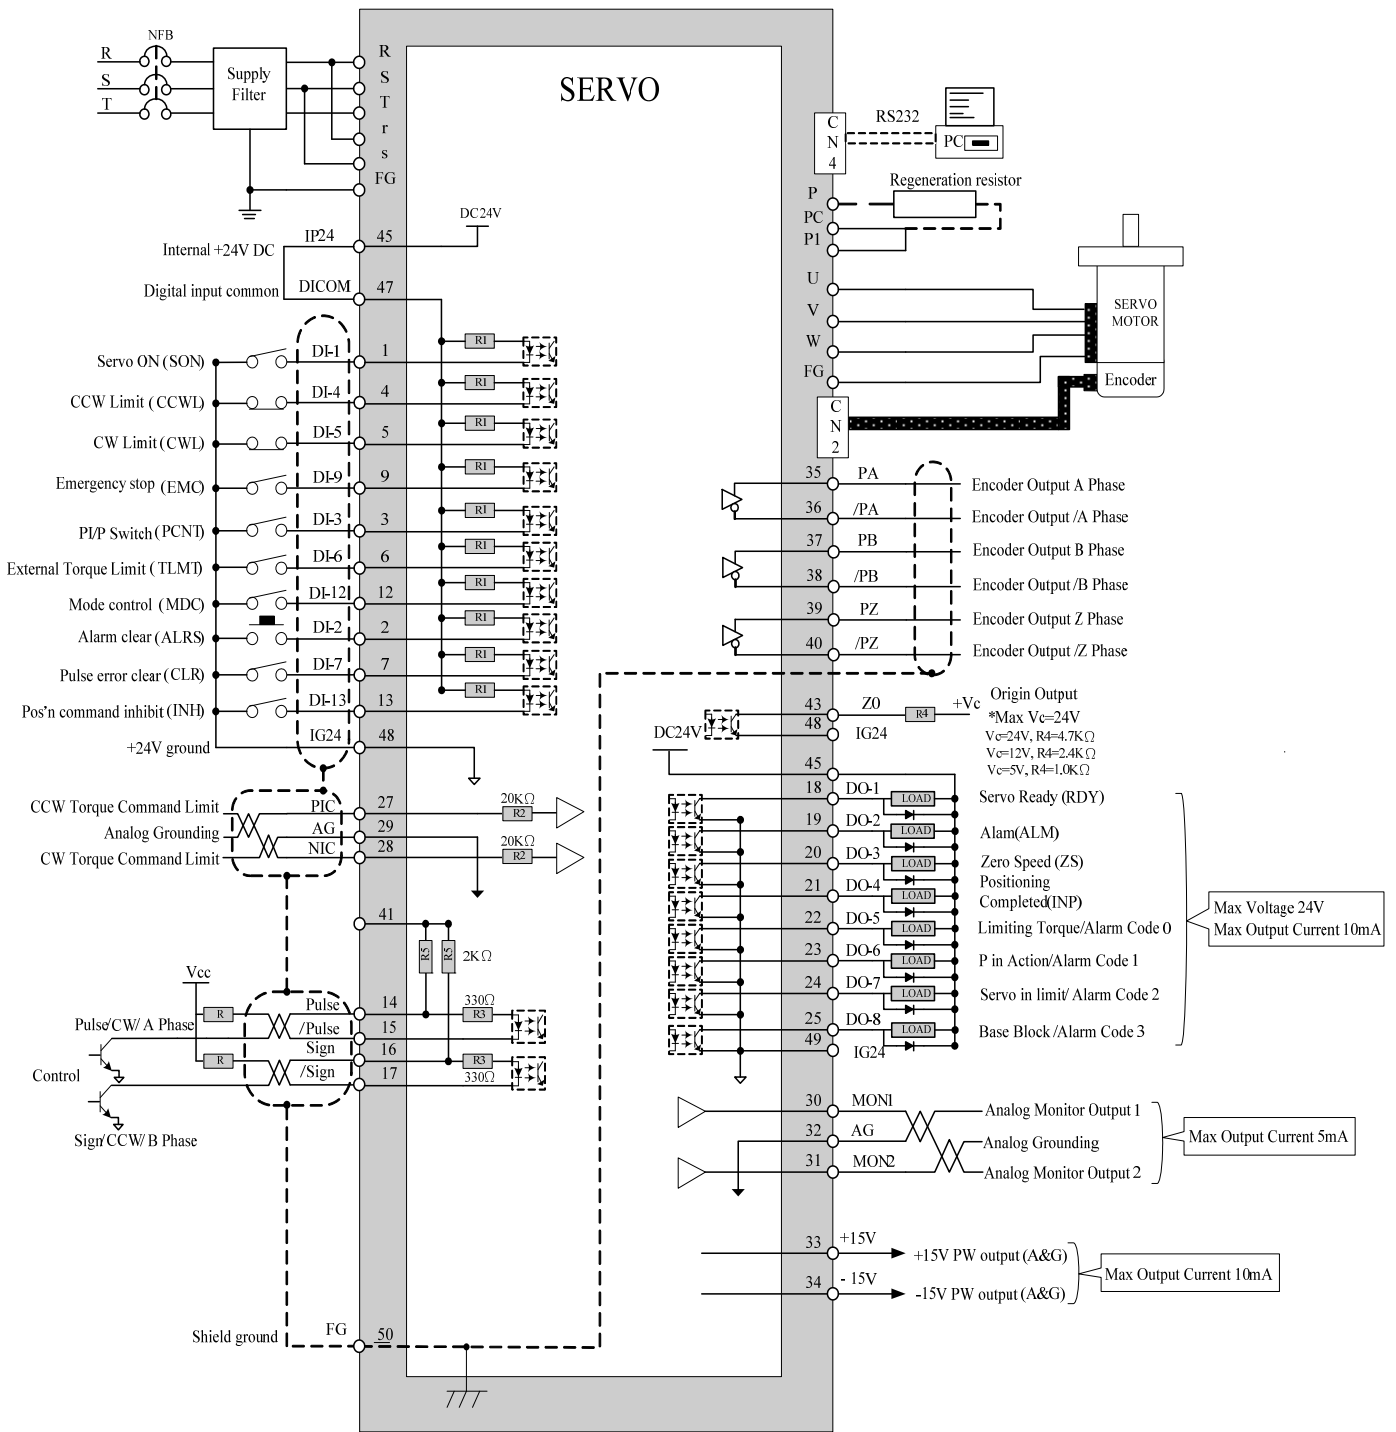 SERVO
NFB
R
S
T
Supply
Filter
R
S
T
r
s
FG
DC24V
Internal +24V DC
IP24
45
Digital input common
DICOM
47
Servo ON (SON)
DI-1
1
R1
CCW Limit (CCWL)
DI-4
4
R1
CW Limit (CWL)
DI-5
5
R1
Emergency stop (EMC)
DI-9
9
R1
PI/P Switch (PCNT)
DI-3
3
R1
External Torque Limit (TLMT)
DI-6
6
R1
Mode control (MDC)
DI-12
12
R1
Alarm clear (ALRS)
DI-2
2
R1
Pulse error clear (CLR)
DI-7
7
R1
Pos'n command inhibit (INH)
DI-13
13
R1
+24V ground
IG24
48
CCW Torque Command Limit
PIC
27
20KΩ
R2
Analog Grounding
AG
29
CW Torque Command Limit
NIC
28
20KΩ
R2
41
R5
R5
2KΩ
Vcc
R
Pulse
14
330Ω
R3
Pulse/CW/ A Phase
/Pulse
15
R
Sign
16
R3
Control
/Sign
17
330Ω
Sign/CCW/ B Phase
Shield ground
FG
50
C
N
4
RS232
PC
Regeneration resistor
P
PC
P1
U
V
W
FG
SERVO
MOTOR
Encoder
C
N
2
35
PA
Encoder Output A Phase
36
/PA
Encoder Output /A Phase
37
PB
Encoder Output B Phase
38
/PB
Encoder Output /B Phase
39
PZ
Encoder Output Z Phase
40
/PZ
Encoder Output /Z Phase
43
Z0
R4
+Vc
Origin Output
*Max Vc=24V
Vc=24V, R4=4.7KΩ
Vc=12V, R4=2.4KΩ
Vc=5V, R4=1.0KΩ
48
IG24
DC24V
45
18
DO-1
LOAD
Servo Ready (RDY)
19
DO-2
LOAD
Alam(ALM)
20
DO-3
LOAD
Zero Speed (ZS)
21
DO-4
LOAD
Positioning
Completed(INP)
22
DO-5
LOAD
Limiting Torque/Alarm Code 0
23
DO-6
LOAD
P in Action/Alarm Code 1
24
DO-7
LOAD
Servo in limit/ Alarm Code 2
25
DO-8
LOAD
Base Block/Alarm Code 3
49
IG24
Max Voltage 24V
Max Output Current 10mA
30
MON1
Analog Monitor Output 1
32
AG
Analog Grounding
31
MON2
Analog Monitor Output 2
Max Output Current 5mA
33
+15V
+15V PW output (A&G)
34
- 15V
-15V PW output (A&G)
Max Output Current 10mA